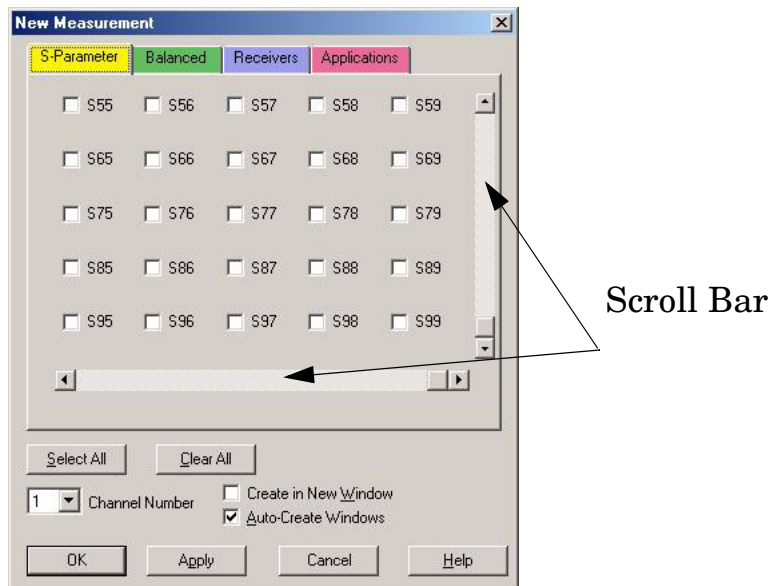 New Measurement
S-Parameter Balanced Receivers Applications
S55 S56 S57 S58 S59
S65 S66 S67 S68 S69
S75 S76 S77 S78 S79
S85 S86 S87 S88 S89
S95 S96 S97 S98 S99
Scroll Bar
Select All Clear All
1 Channel Number
Create in New Window
Auto-Create Windows
OK Apply Cancel Help